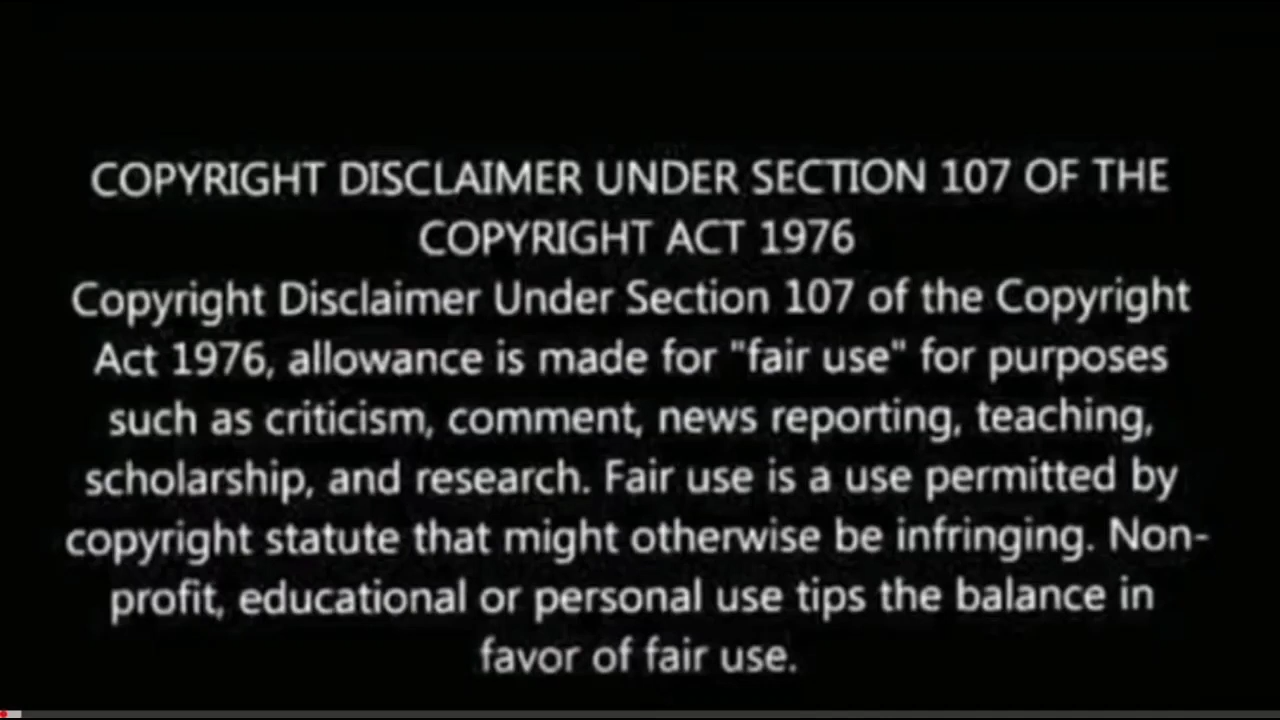 COPYRIGHT DISCLAIMER UNDER SECTION 107 OF THE
COPYRIGHT ACT 1976
Copyright Disclaimer Under Section 107 of the Copyright
Act 1976, allowance is made for "fair use" for purposes
such as criticism, comment, news reporting, teaching,
scholarship, and research. Fair use is a use permitted by
copyright statute that might otherwise be infringing. Non-
profit, educational or personal use tips the balance in
favor of fair use.